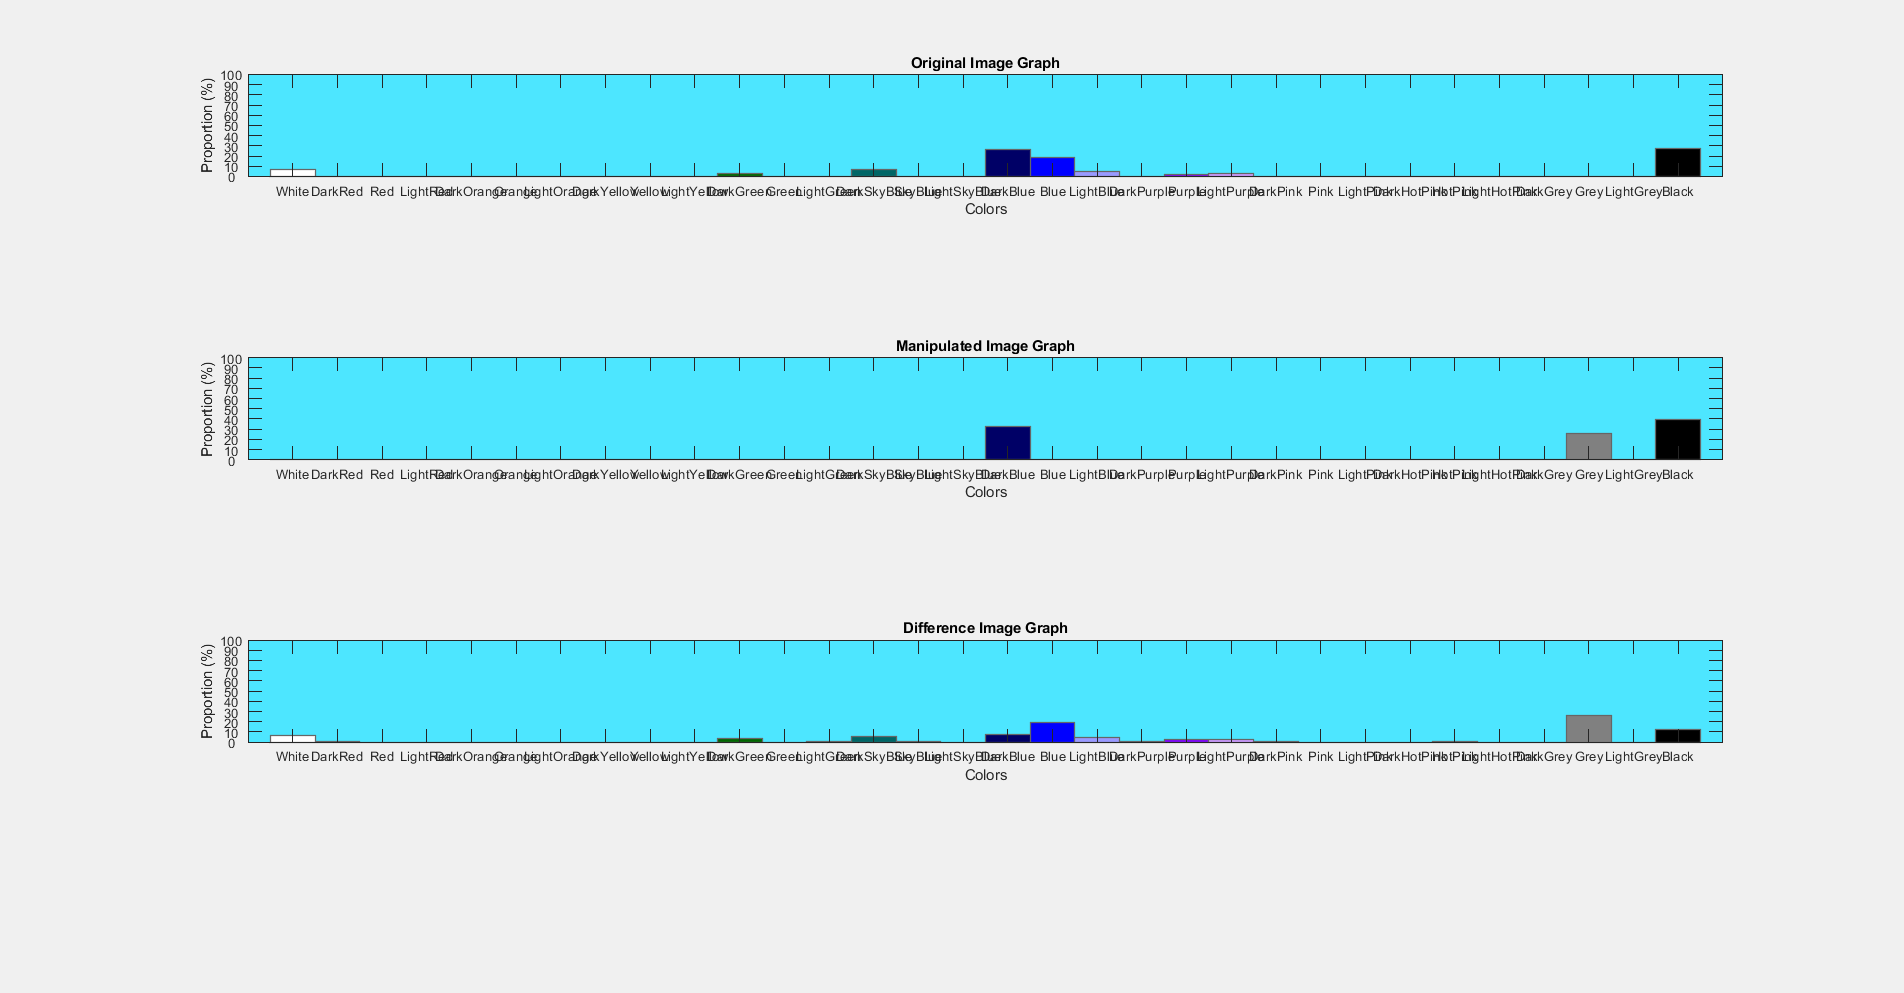 Original Image Graph
Proportion (%)
100
90
80
70
60
50
40
30
20
10
0
White DarkRed Red LightRed DarkOrange Orange LightOrange DarkYellow Yellow LightYellow DarkGreen Green LightGreen DarkSkyBlue SkyBlue LightSkyBlue DarkBlue Blue LightBlue DarkPurple Purple LightPurple DarkPink Pink LightPink DarkHotPink HotPink LightHotPink DarkGrey Grey LightGrey Black
Colors
Manipulated Image Graph
Proportion (%)
100
90
80
70
60
50
40
30
20
10
0
White DarkRed Red LightRed DarkOrange Orange LightOrange DarkYellow Yellow LightYellow DarkGreen Green LightGreen DarkSkyBlue SkyBlue LightSkyBlue DarkBlue Blue LightBlue DarkPurple Purple LightPurple DarkPink Pink LightPink DarkHotPink HotPink LightHotPink DarkGrey Grey LightGrey Black
Colors
Difference Image Graph
Proportion (%)
100
90
80
70
60
50
40
30
20
10
0
White DarkRed Red LightRed DarkOrange Orange LightOrange DarkYellow Yellow LightYellow DarkGreen Green LightGreen DarkSkyBlue SkyBlue LightSkyBlue DarkBlue Blue LightBlue DarkPurple Purple LightPurple DarkPink Pink LightPink DarkHotPink HotPink LightHotPink DarkGrey Grey LightGrey Black
Colors